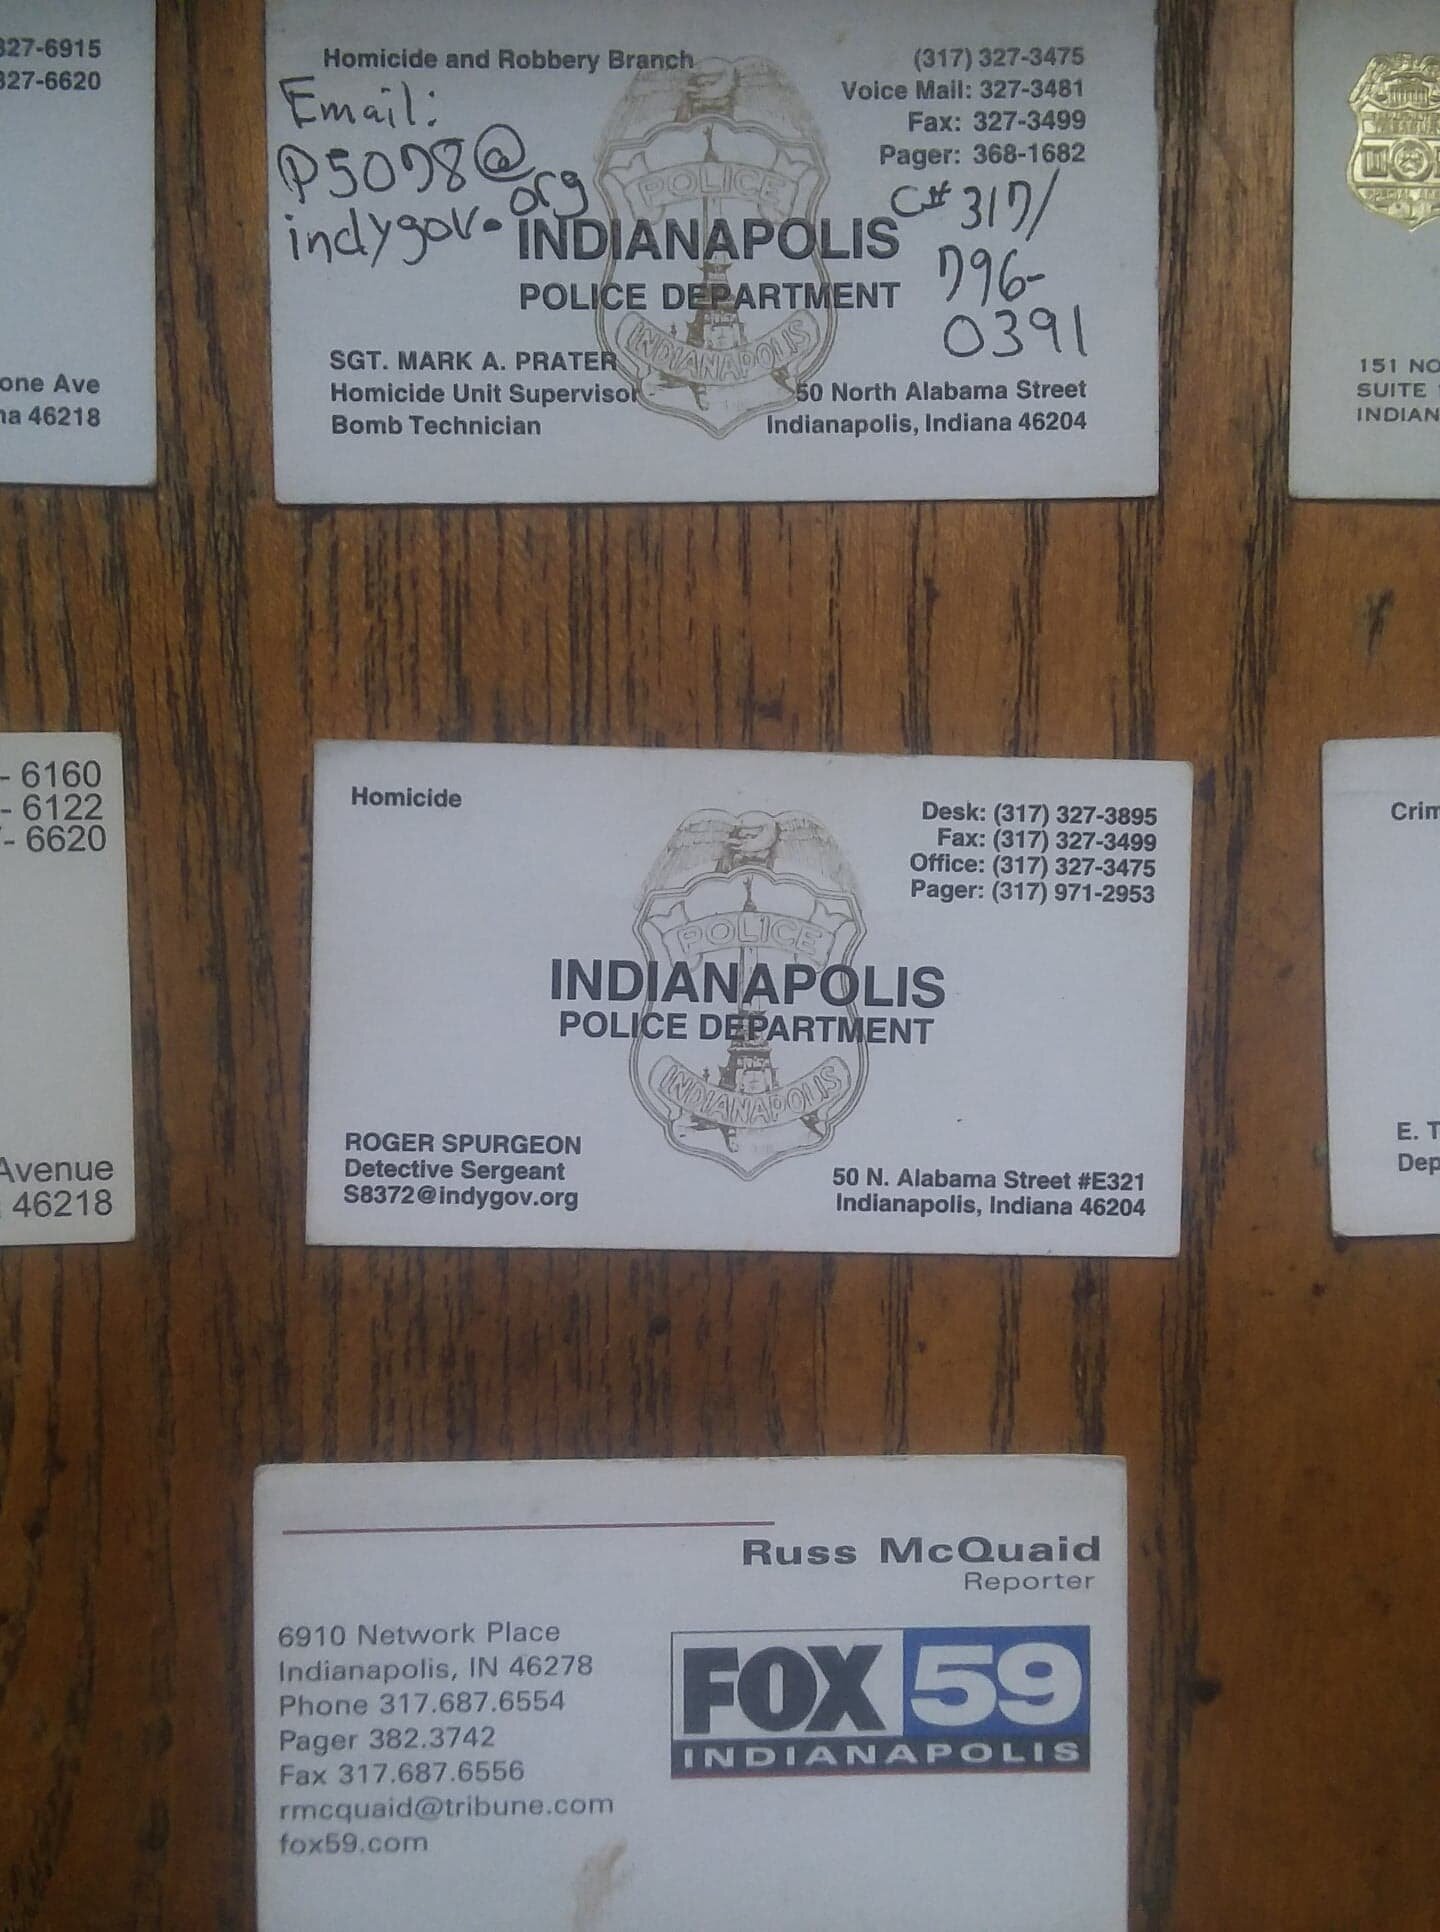 327-6915
327-6620
one Ave
na 46218
Homicide and Robbery Branch
(317) 327-3475
Voice Mail: 327-3481
Fax: 327-3499
Pager: 368-1682
Email:
P5078@
indygov.org
C# 317/
796-
0391
POLICE
INDIANAPOLIS
POLICE DEPARTMENT
INDIANAPOLIS
SGT. MARK A. PRATER
Homicide Unit Supervisor
Bomb Technician
50 North Alabama Street
Indianapolis, Indiana 46204
151 NO
SUITE
INDIAN
- 6160
- 6122
- 6620
Avenue
46218
Homicide
Desk: (317) 327-3895
Fax: (317) 327-3499
Office: (317) 327-3475
Pager: (317) 971-2953
POLICE
INDIANAPOLIS
POLICE DEPARTMENT
INDIANAPOLIS
ROGER SPURGEON
Detective Sergeant
S8372@indygov.org
50 N. Alabama Street #E321
Indianapolis, Indiana 46204
Crim
E. T
Dep
Russ McQuaid
Reporter
6910 Network Place
Indianapolis, IN 46278
Phone 317.687.6554
Pager 382.3742
Fax 317.687.6556
rmcquaid@tribune.com
fox59.com
FOX 59
INDIANAPOLIS